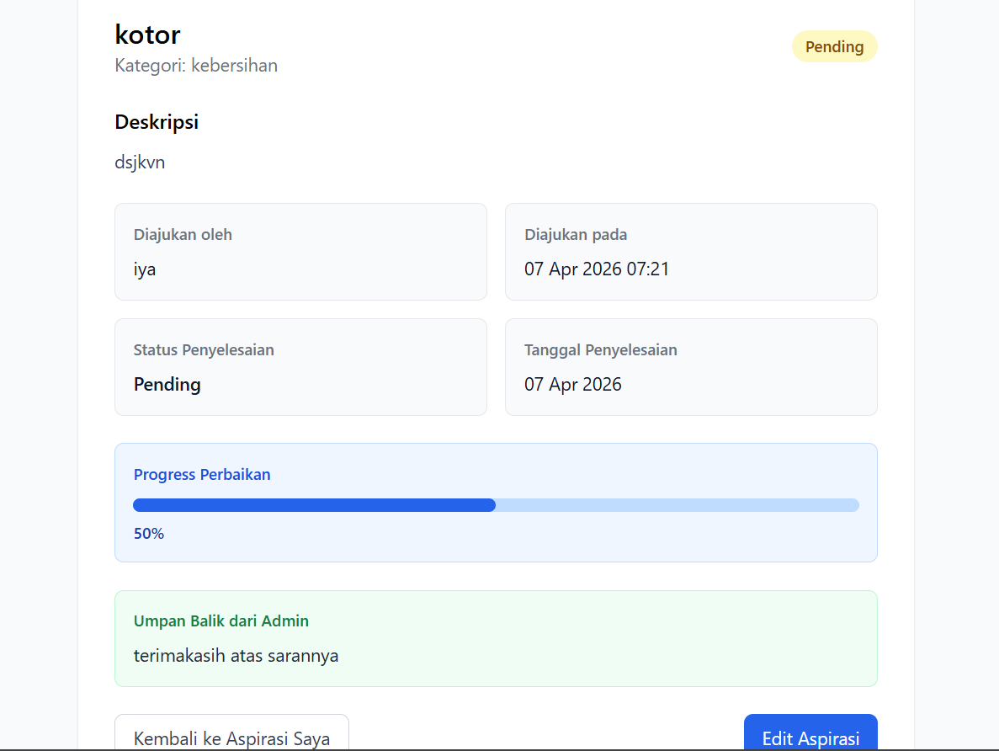 kotor
Pending
Kategori: kebersihan
Deskripsi
dsjkvn
Diajukan oleh
iya
Diajukan pada
07 Apr 2026 07:21
Status Penyelesaian
Pending
Tanggal Penyelesaian
07 Apr 2026
Progress Perbaikan
50%
Umpan Balik dari Admin
terimakasih atas sarannya
Kembali ke Aspirasi Saya
Edit Aspirasi